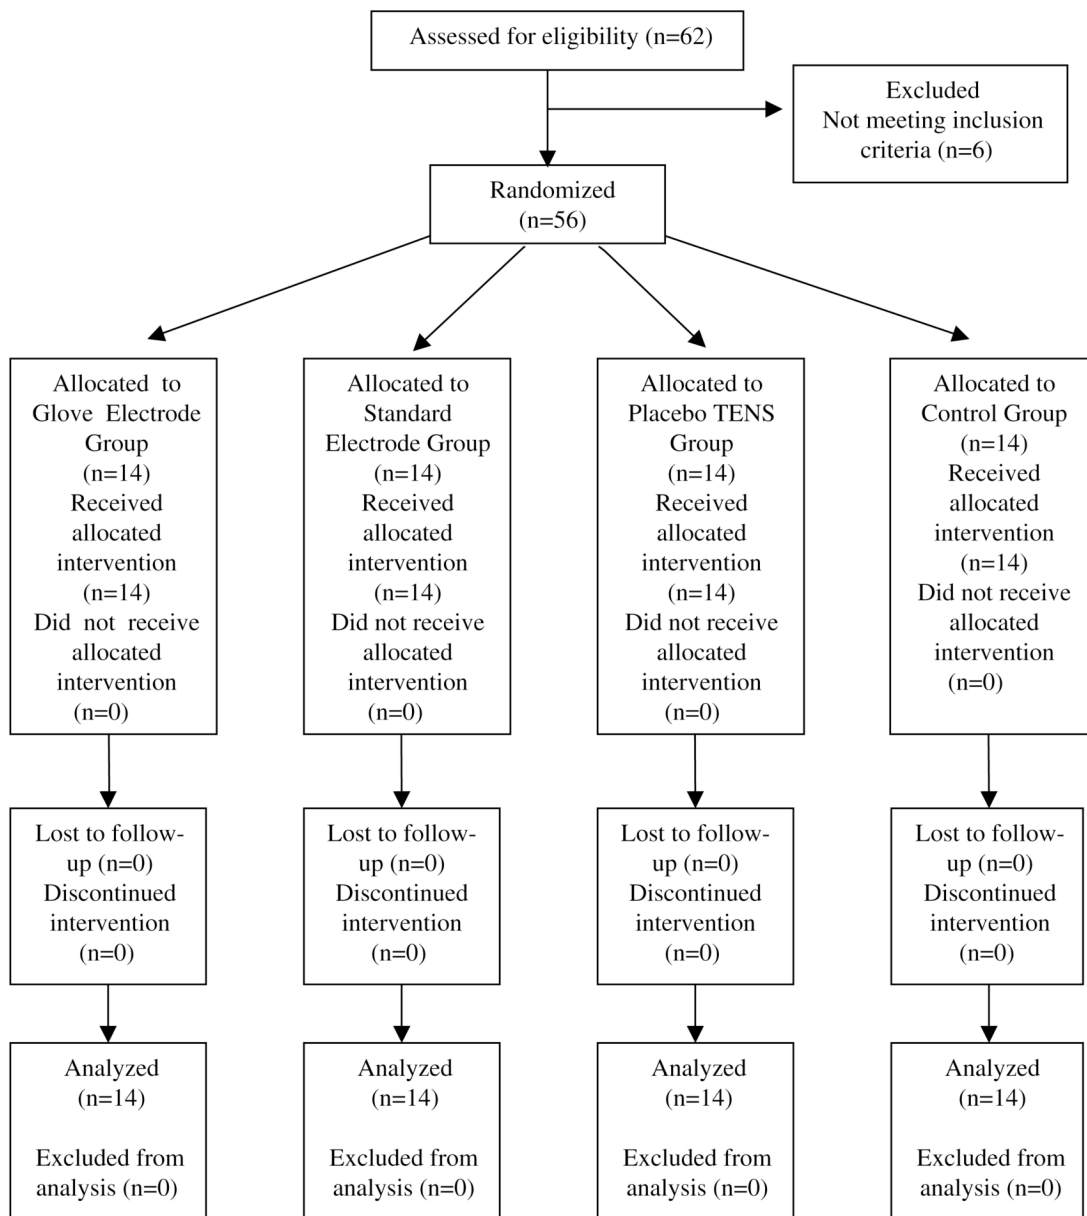 Assessed for eligibility (n=62)
Excluded
Not meeting inclusion
criteria (n=6)
Randomized
(n=56)
Allocated to
Glove Electrode
Group
(n=14)
Received
allocated
intervention
(n=14)
Did not receive
allocated
intervention
(n=0)
Allocated to
Standard
Electrode Group
(n=14)
Received
allocated
intervention
(n=14)
Did not receive
allocated
intervention
(n=0)
Allocated to
Placebo TENS
Group
(n=14)
Received
allocated
intervention
(n=14)
Did not receive
allocated
intervention
(n=0)
Allocated to
Control Group
(n=14)
Received
allocated
intervention
(n=14)
Did not receive
allocated
intervention
(n=0)
Lost to follow-
up (n=0)
Discontinued
intervention
(n=0)
Lost to follow-
up (n=0)
Discontinued
intervention
(n=0)
Lost to follow-
up (n=0)
Discontinued
intervention
(n=0)
Lost to follow-
up (n=0)
Discontinued
intervention
(n=0)
Analyzed
(n=14)
Excluded from
analysis (n=0)
Analyzed
(n=14)
Excluded from
analysis (n=0)
Analyzed
(n=14)
Excluded from
analysis (n=0)
Analyzed
(n=14)
Excluded from
analysis (n=0)